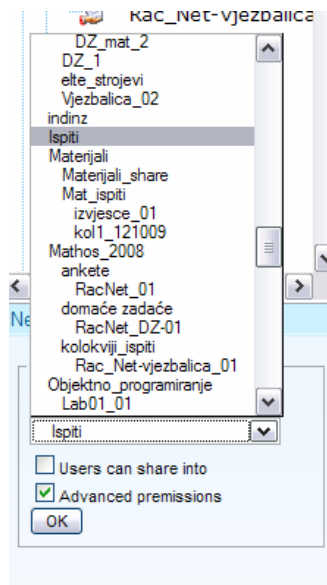 Rac_Net-vjezbalica
DZ_mat_2
DZ_1
elte_strojevi
Vjezbalica_02
indinz
Ispiti
Materijali
Materijali_share
Mat_ispiti
izvjesce_01
kol1_121009
Mathos_2008
ankete
RacNet_01
domaće zadaće
RacNet_DZ-01
kolokviji_ispiti
Rac_Net-vjezbalica_01
Objektno_programiranje
Lab01_01
Ne
Ispiti
Users can share into
Advanced premissions
OK